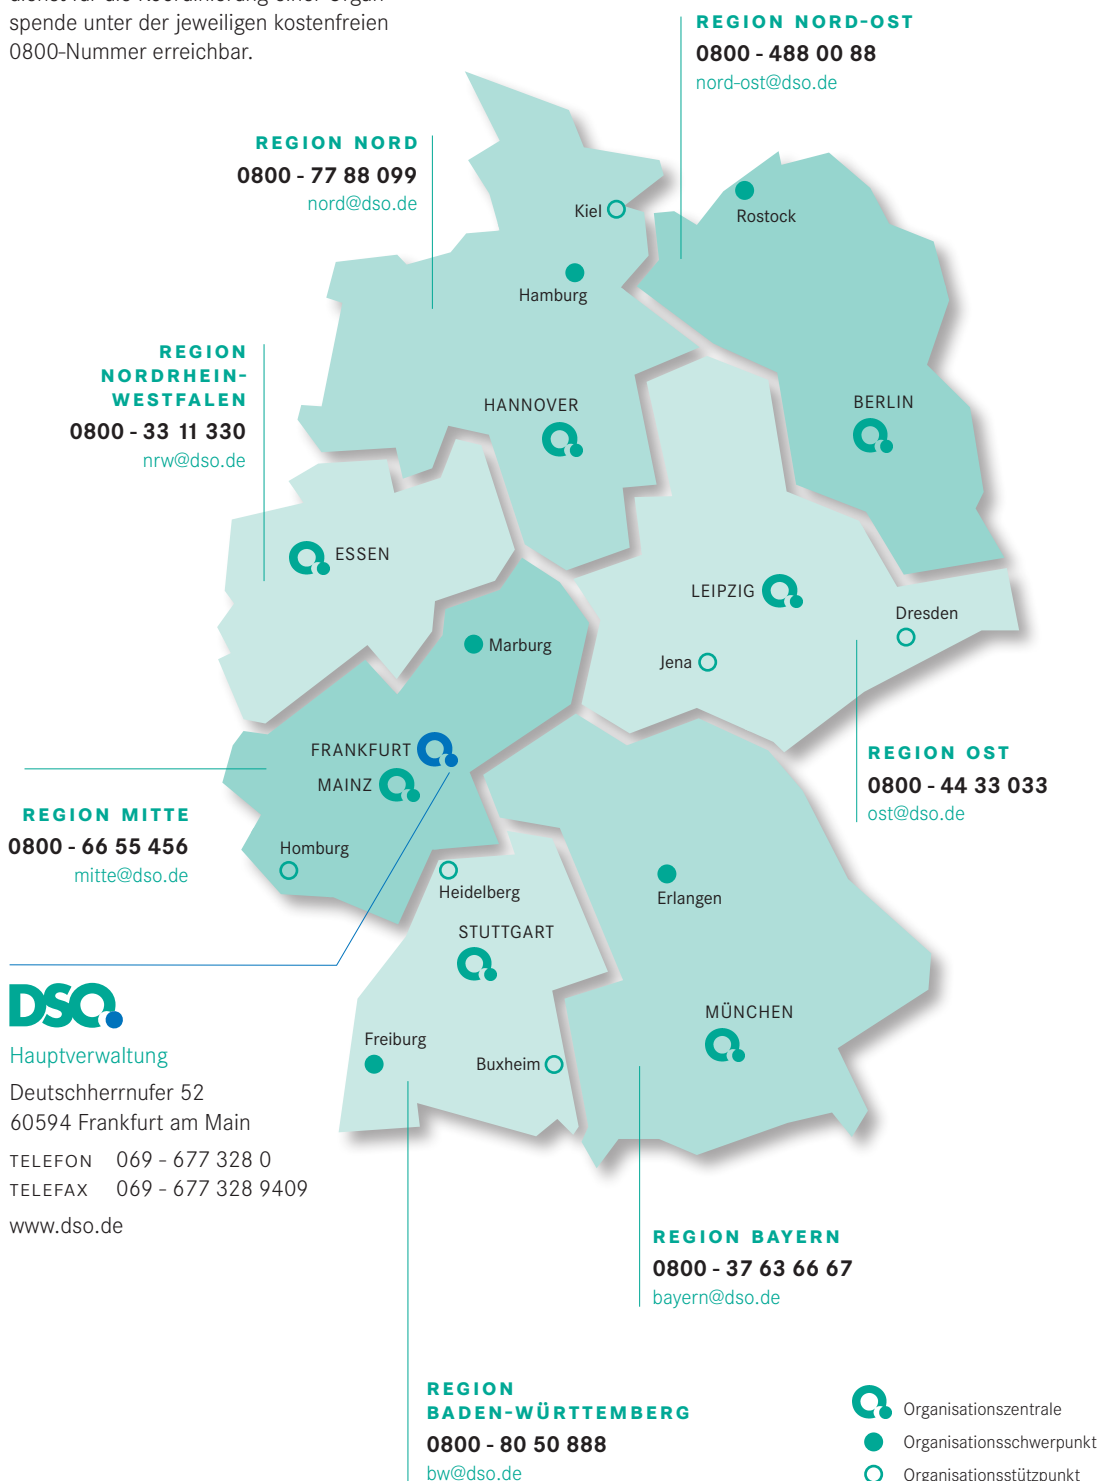 dienst für die Koordinierung einer Organ-
spende unter der jeweiligen kostenfreien
0800-Nummer erreichbar.
REGION NORD-OST
0800 - 488 00 88
nord-ost@dso.de
REGION NORD
0800 - 77 88 099
nord@dso.de
Kiel
Rostock
Hamburg
REGION
NORDRHEIN-
WESTFALEN
0800 - 33 11 330
nrw@dso.de
HANNOVER
BERLIN
ESSEN
LEIPZIG
Dresden
Marburg
Jena
FRANKFURT
MAINZ
REGION OST
0800 - 44 33 033
ost@dso.de
REGION MITTE
0800 - 66 55 456
mitte@dso.de
Homburg
Heidelberg
Erlangen
STUTTGART
MÜNCHEN
Freiburg
Buxheim
DSO
Hauptverwaltung
Deutschherrnufer 52
60594 Frankfurt am Main
TELEFON 069 - 677 328 0
TELEFAX 069 - 677 328 9409
www.dso.de
REGION BAYERN
0800 - 37 63 66 67
bayern@dso.de
REGION
BADEN-WÜRTTEMBERG
0800 - 80 50 888
bw@dso.de
Organisationszentrale
Organisationsschwerpunkt
Organisationsstützpunkt